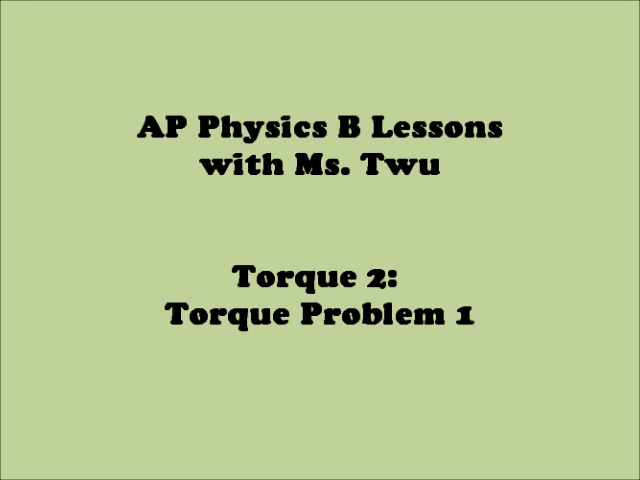 AP Physics B Lessons
with Ms. Twu
Torque 2:
Torque Problem 1